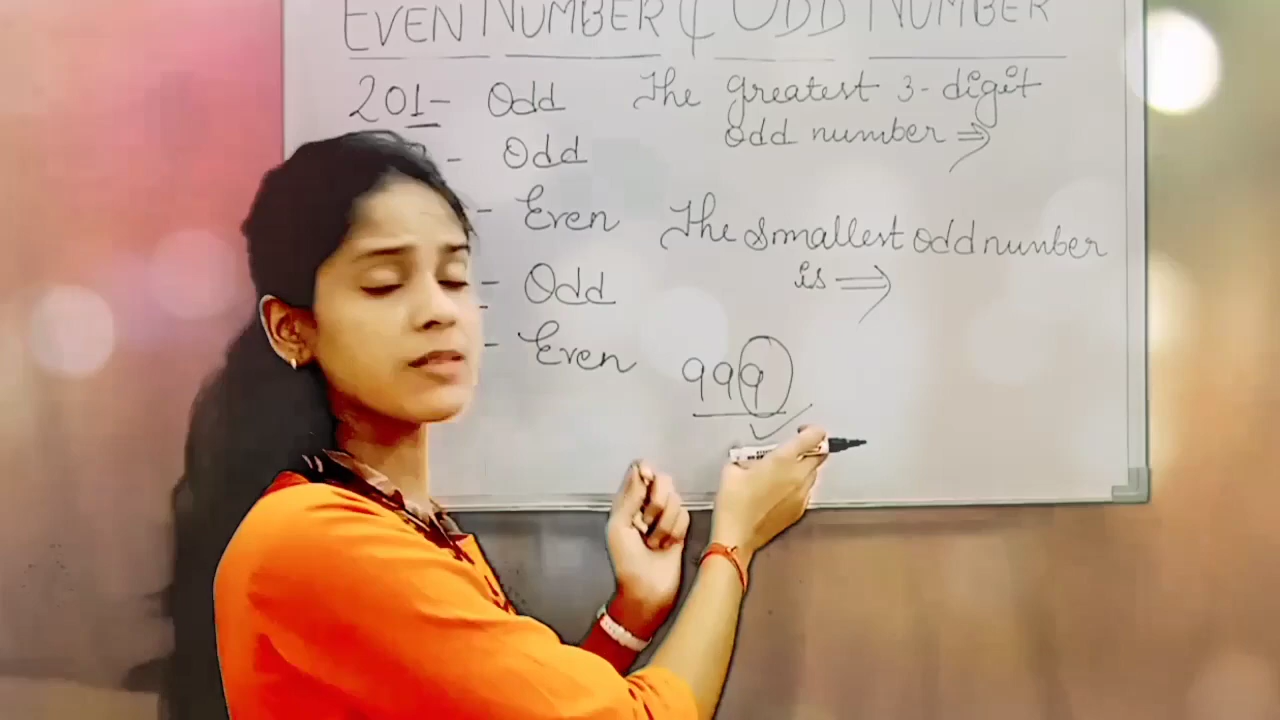 EVEN NUMBER & ODD NUMBER
201- Odd
- Odd
- Even
- Odd
- Even
The greatest 3-digit
odd number ⇒
The smallest odd number
is ⇒
999